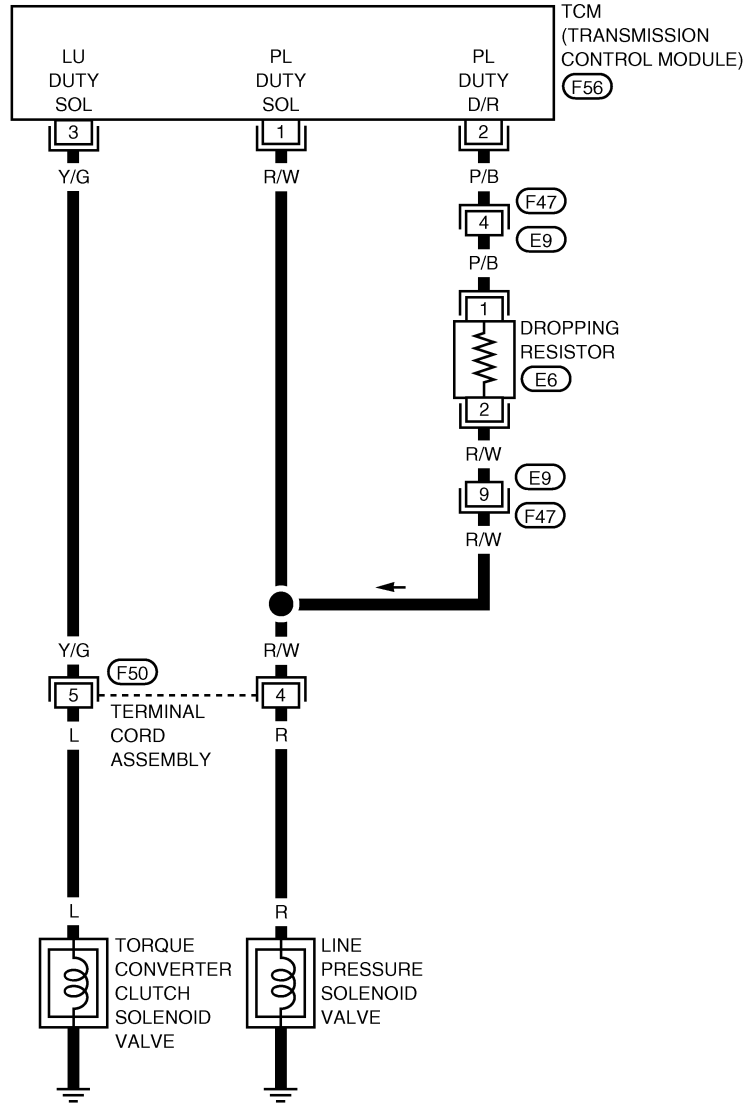 TCM
(TRANSMISSION
CONTROL MODULE)
F56
LU
DUTY
SOL
PL
DUTY
SOL
PL
DUTY
D/R
3
1
2
Y/G
R/W
P/B
F47
4
E9
P/B
1
DROPPING
RESISTOR
E6
2
R/W
E9
9
F47
R/W
Y/G
R/W
F50
5
4
TERMINAL
CORD
ASSEMBLY
L
R
L
R
TORQUE
CONVERTER
CLUTCH
SOLENOID
VALVE
LINE
PRESSURE
SOLENOID
VALVE